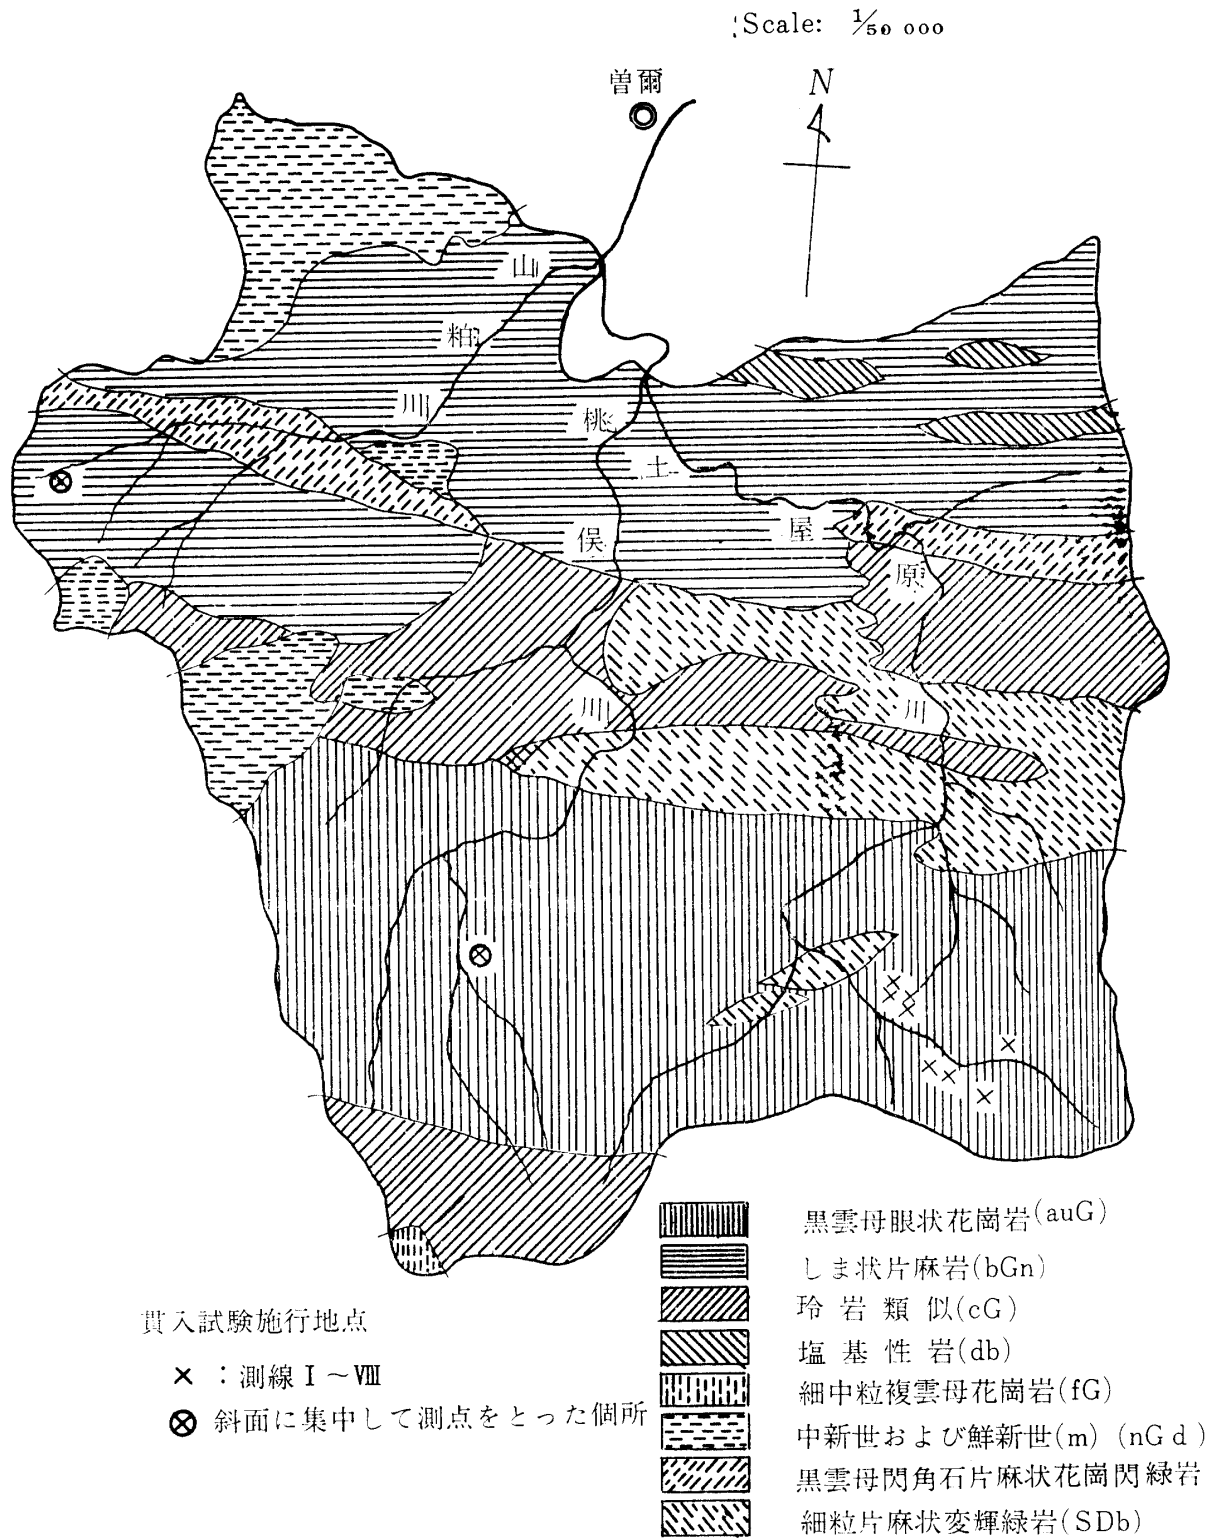 Scale: 1/50 000
曽爾
N
山粕川
桃俣川
土屋原川
黒雲母眼状花崗岩(auG)
しま状片麻岩(bGn)
玲岩類似(cG)
塩基性岩(db)
細中粒複雲母花崗岩(fG)
中新世および鮮新世(m) (nGd)
黒雲母閃角石片麻状花崗閃緑岩
細粒片麻状変輝緑岩(SDb)
貫入試験施行地点
× : 測線 I ~ VIII
⊗ 斜面に集中して測点をとった個所